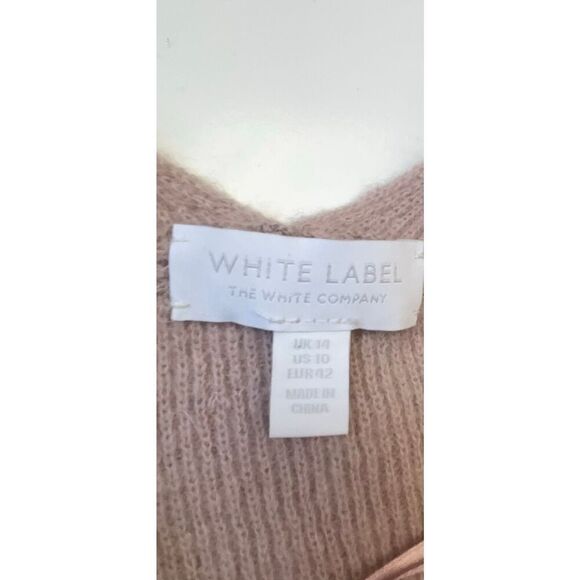 WHITE LABEL
THE WHITE COMPANY
UK 14
US 10
EUR 42
MADE IN
CHINA